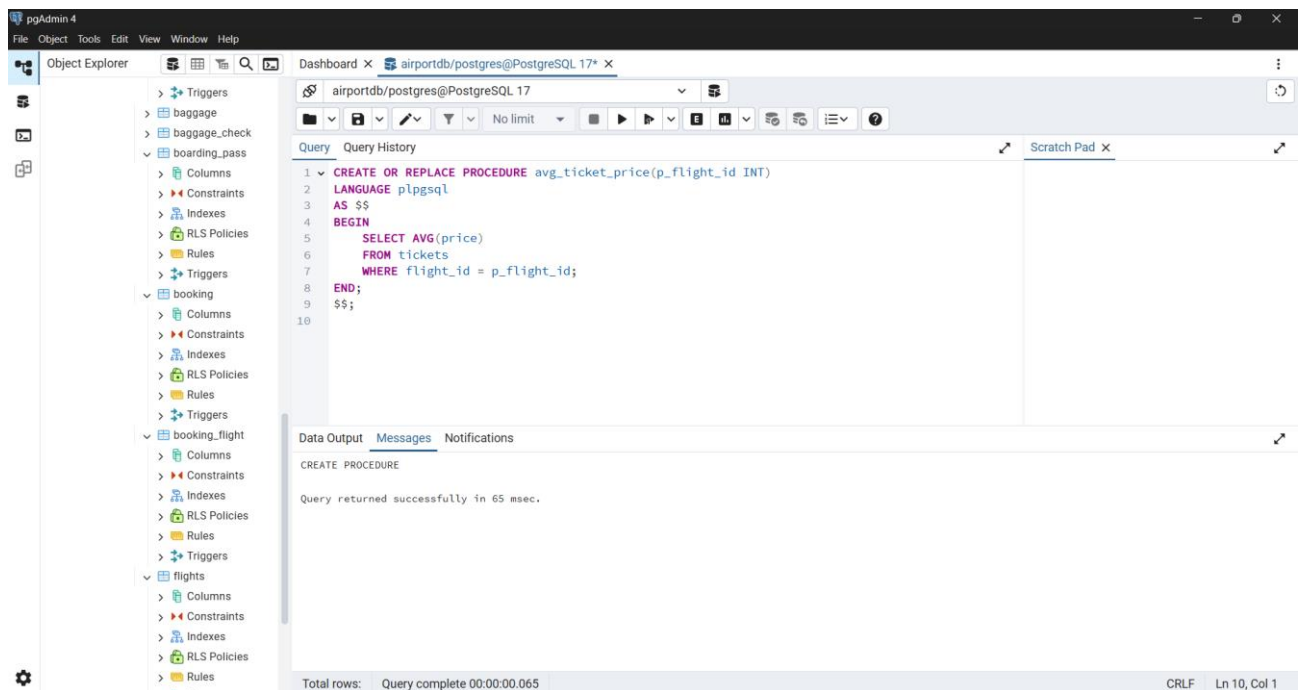 pgAdmin 4
File Object Tools Edit View Window Help
Object Explorer
Triggers
baggage
baggage_check
boarding_pass
Columns
Constraints
Indexes
RLS Policies
Rules
Triggers
booking
Columns
Constraints
Indexes
RLS Policies
Rules
Triggers
booking_flight
Columns
Constraints
Indexes
RLS Policies
Rules
Triggers
flights
Columns
Constraints
Indexes
RLS Policies
Rules
Dashboard airportdb/postgres@PostgreSQL 17*
airportdb/postgres@PostgreSQL 17
No limit E
Query Query History
1 CREATE OR REPLACE PROCEDURE avg_ticket_price(p_flight_id INT)
2 LANGUAGE plpgsql
3 AS $$
4 BEGIN
5 SELECT AVG(price)
6 FROM tickets
7 WHERE flight_id = p_flight_id;
8 END;
9 $$;
10
Scratch Pad
Data Output Messages Notifications
CREATE PROCEDURE
Query returned successfully in 65 msec.
Total rows: Query complete 00:00:00.065 CRLF Ln 10, Col 1